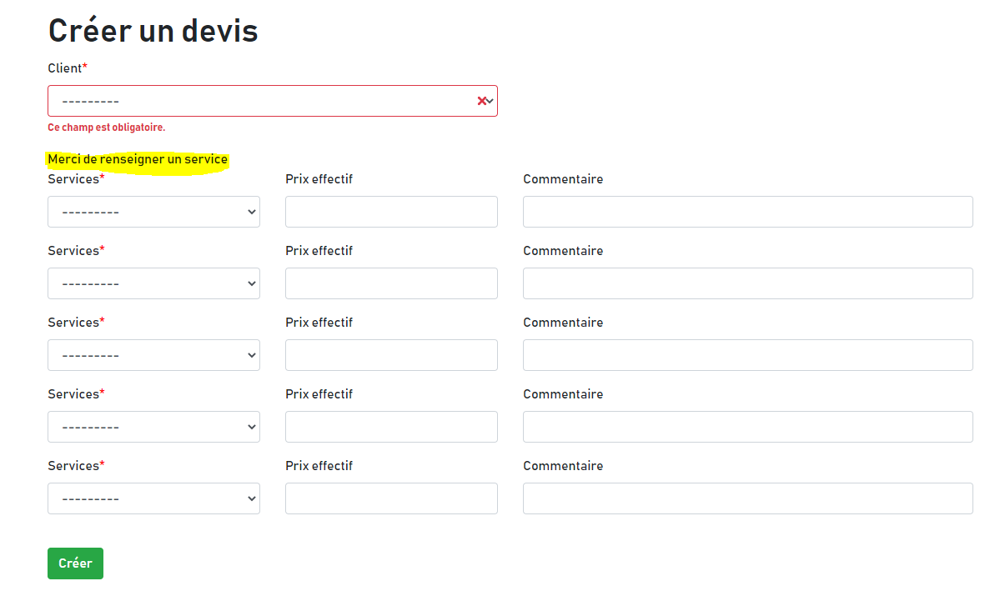 Créer un devis
Client*
---------
Ce champ est obligatoire.
Merci de renseigner un service
Services* Prix effectif Commentaire
---------
Services* Prix effectif Commentaire
---------
Services* Prix effectif Commentaire
---------
Services* Prix effectif Commentaire
---------
Services* Prix effectif Commentaire
---------
Créer